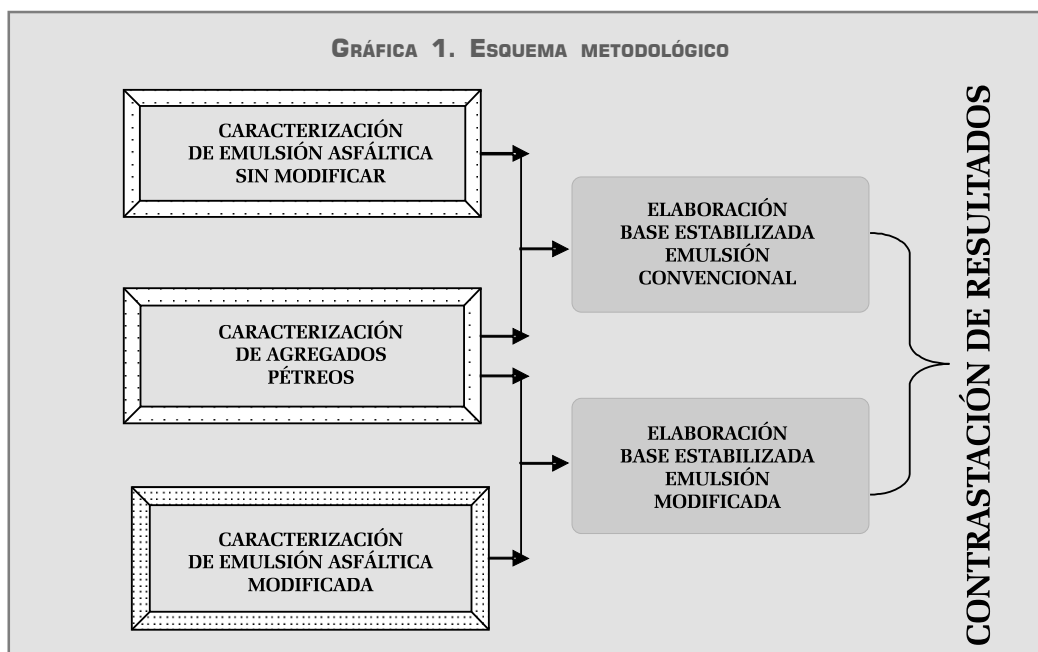 GRÁFICA 1. ESQUEMA METODOLÓGICO
CARACTERIZACIÓN
DE EMULSIÓN ASFÁLTICA
SIN MODIFICAR
CARACTERIZACIÓN
DE AGREGADOS
PÉTREOS
CARACTERIZACIÓN
DE EMULSIÓN ASFÁLTICA
MODIFICADA
ELABORACIÓN
BASE ESTABILIZADA
EMULSIÓN
CONVENCIONAL
ELABORACIÓN
BASE ESTABILIZADA
EMULSIÓN
MODIFICADA
CONTRASTACIÓN DE RESULTADOS